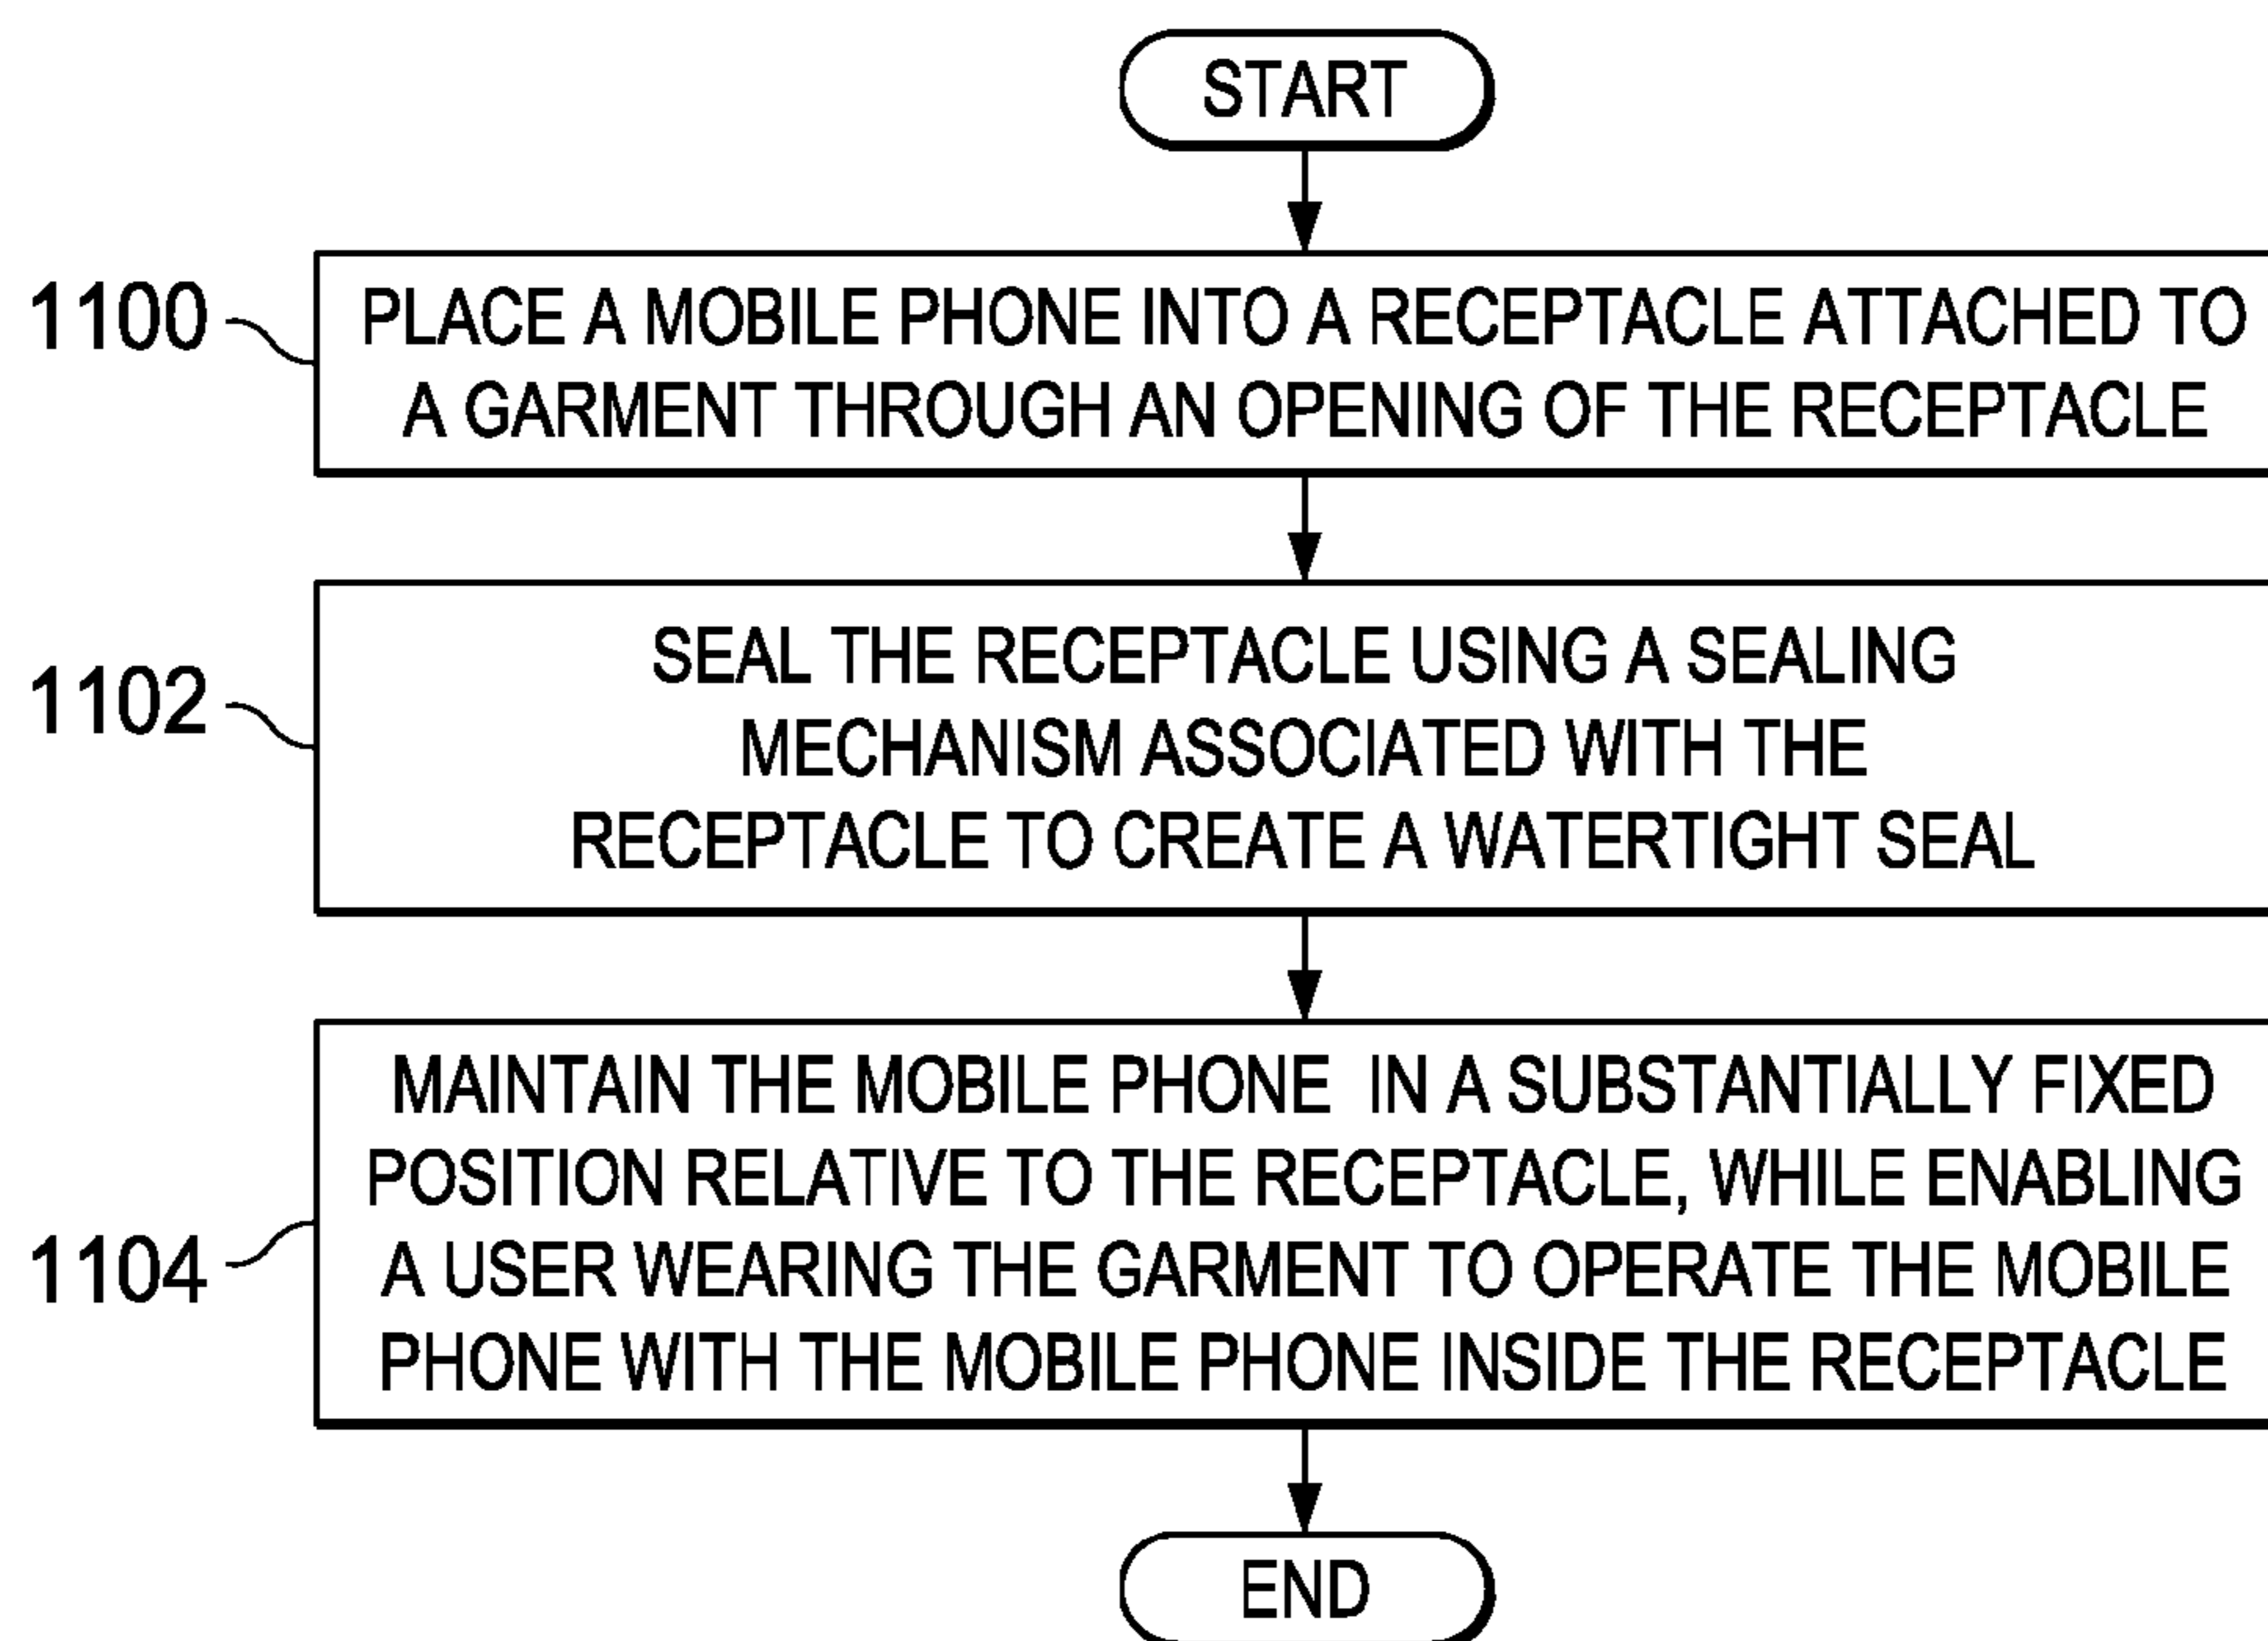 START
1100
PLACE A MOBILE PHONE INTO A RECEPTACLE ATTACHED TO
A GARMENT THROUGH AN OPENING OF THE RECEPTACLE
1102
SEAL THE RECEPTACLE USING A SEALING
MECHANISM ASSOCIATED WITH THE
RECEPTACLE TO CREATE A WATERTIGHT SEAL
1104
MAINTAIN THE MOBILE PHONE IN A SUBSTANTIALLY FIXED
POSITION RELATIVE TO THE RECEPTACLE, WHILE ENABLING
A USER WEARING THE GARMENT TO OPERATE THE MOBILE
PHONE WITH THE MOBILE PHONE INSIDE THE RECEPTACLE
END